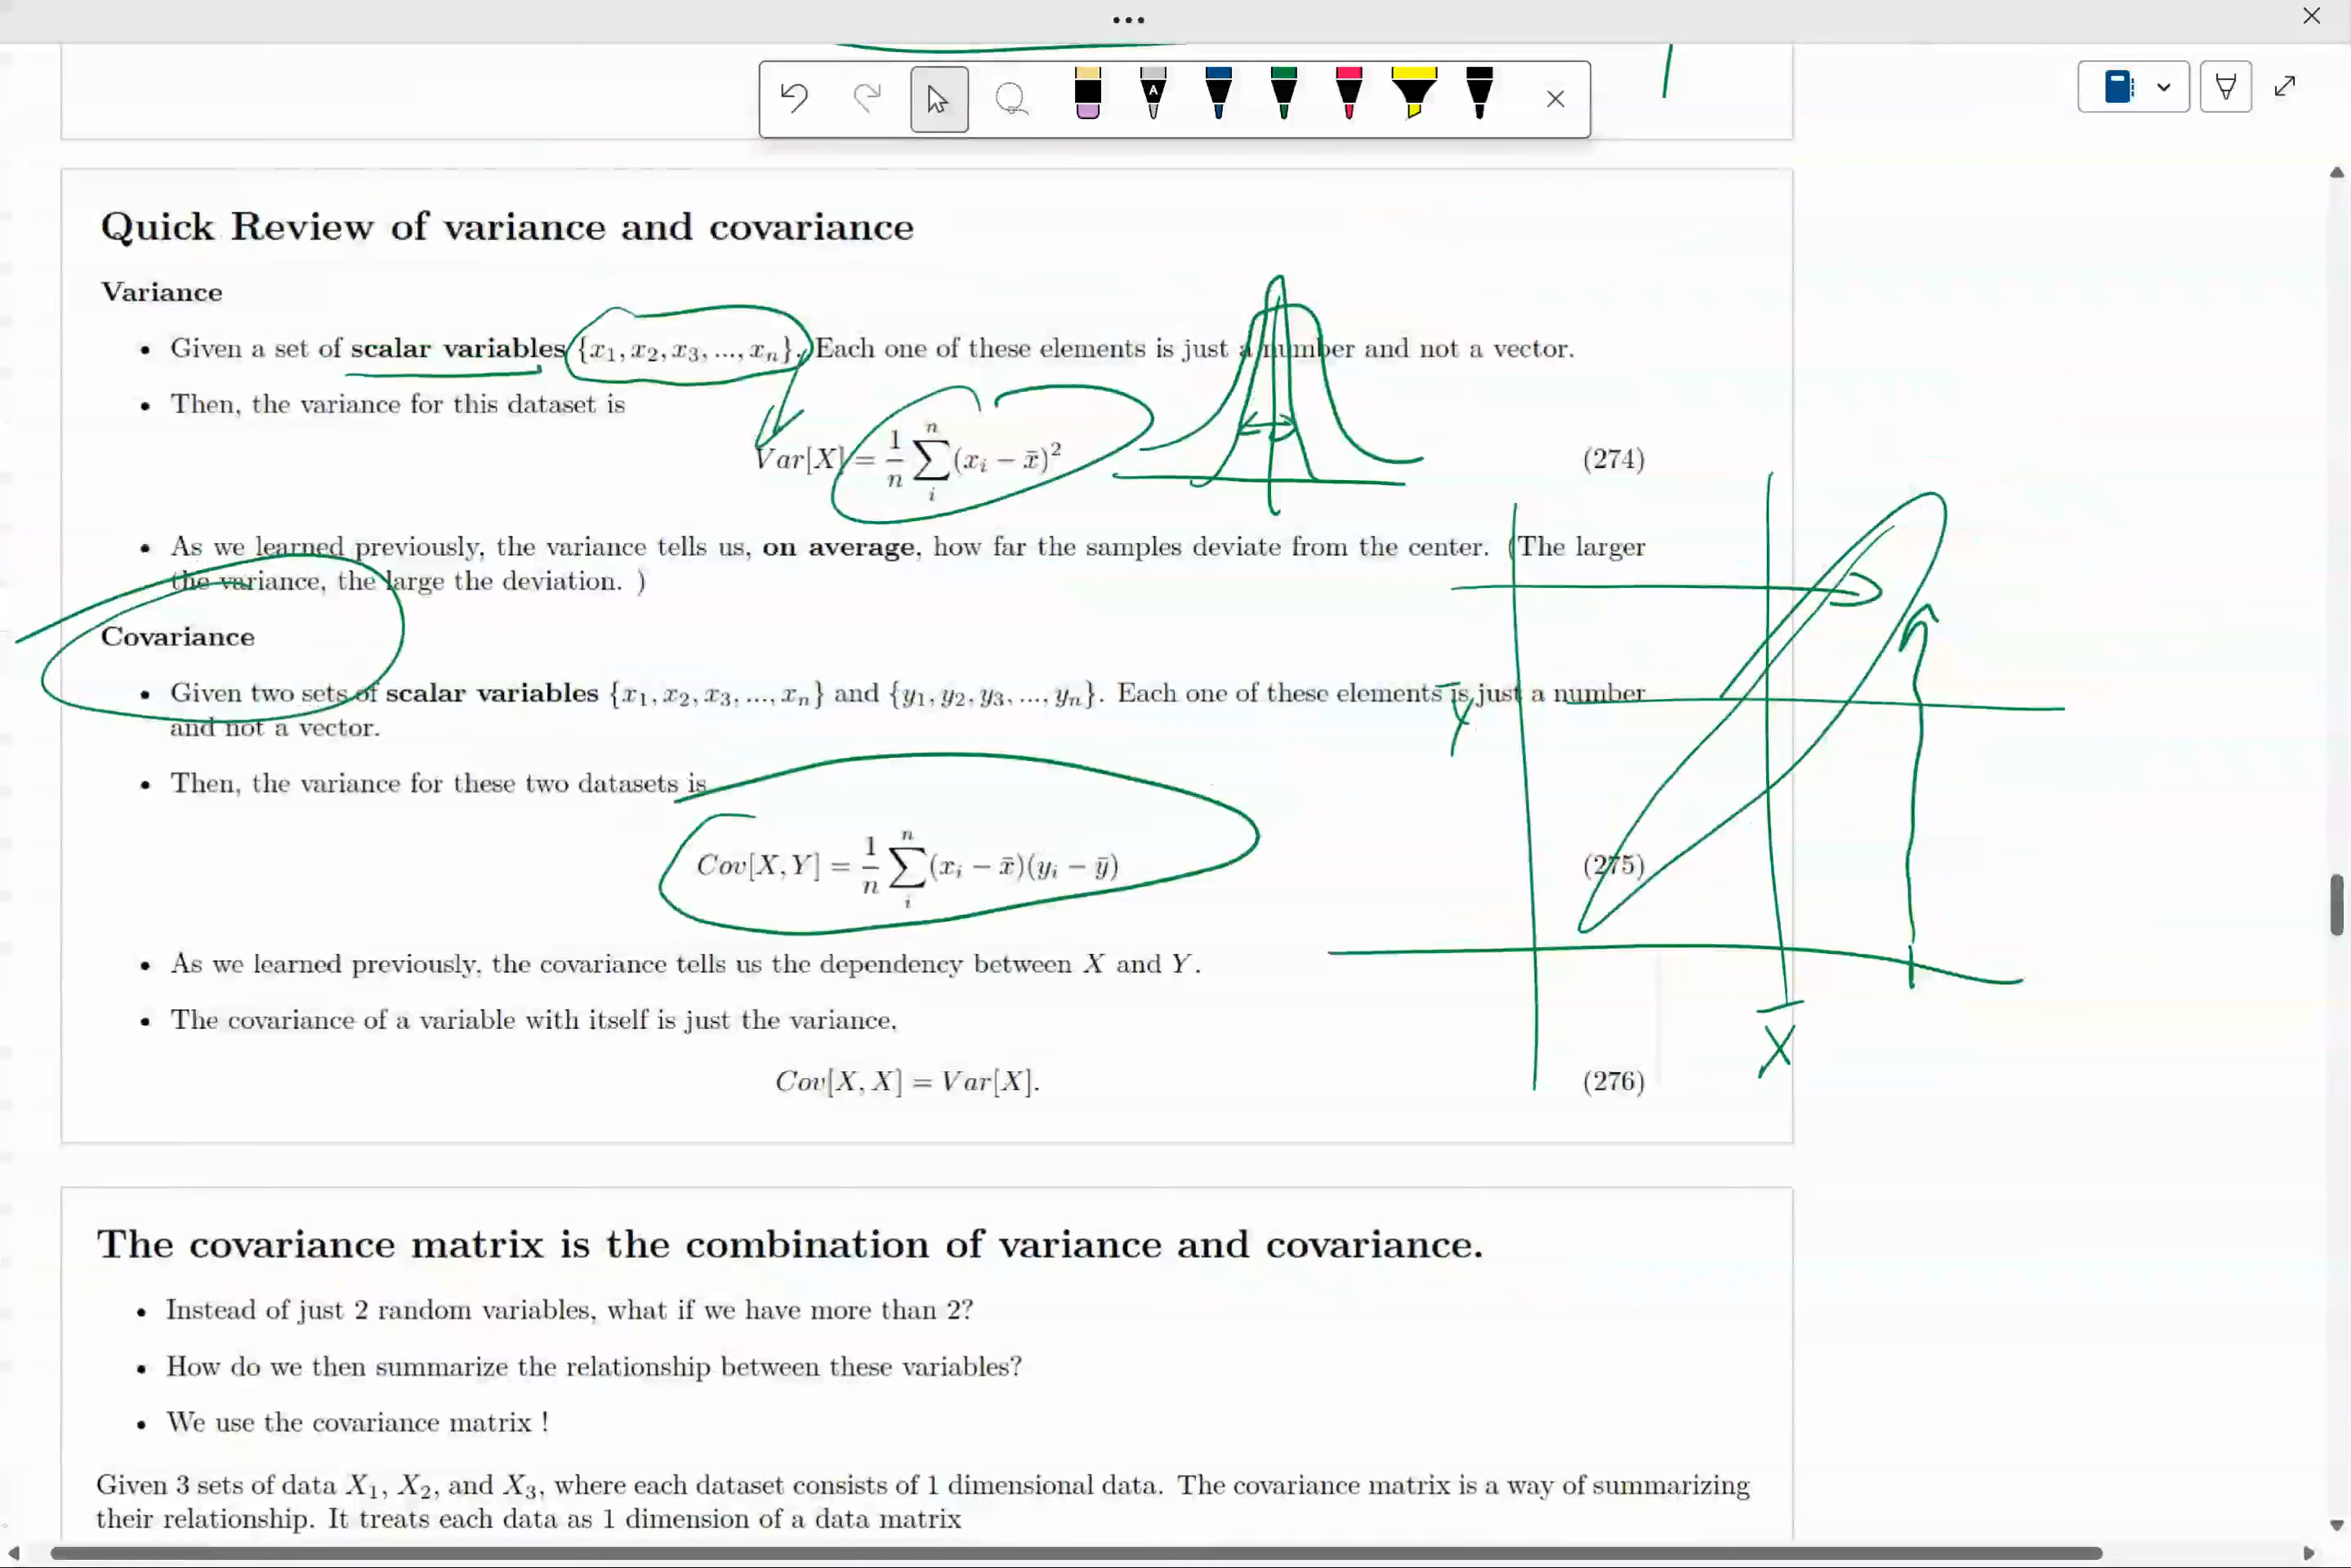 A
Quick Review of variance and covariance
Variance
• Given a set of scalar variables {x₁, x₂, x₃, ..., xₙ}. Each one of these elements is just a number and not a vector.
• Then, the variance for this dataset is
Var[X] = 1/n ∑ᵢⁿ (xᵢ − x̄)² (274)
• As we learned previously, the variance tells us, on average, how far the samples deviate from the center. (The larger
the variance, the large the deviation. )
Covariance
• Given two sets of scalar variables {x₁, x₂, x₃, ..., xₙ} and {y₁, y₂, y₃, ..., yₙ}. Each one of these elements is just a number
and not a vector.
• Then, the variance for these two datasets is
Cov[X, Y] = 1/n ∑ᵢⁿ (xᵢ − x̄)(yᵢ − ȳ) (275)
• As we learned previously, the covariance tells us the dependency between X and Y.
• The covariance of a variable with itself is just the variance.
Cov[X, X] = Var[X]. (276)
Ȳ
X̄
The covariance matrix is the combination of variance and covariance.
• Instead of just 2 random variables, what if we have more than 2?
• How do we then summarize the relationship between these variables?
• We use the covariance matrix !
Given 3 sets of data X₁, X₂, and X₃, where each dataset consists of 1 dimensional data. The covariance matrix is a way of summarizing
their relationship. It treats each data as 1 dimension of a data matrix